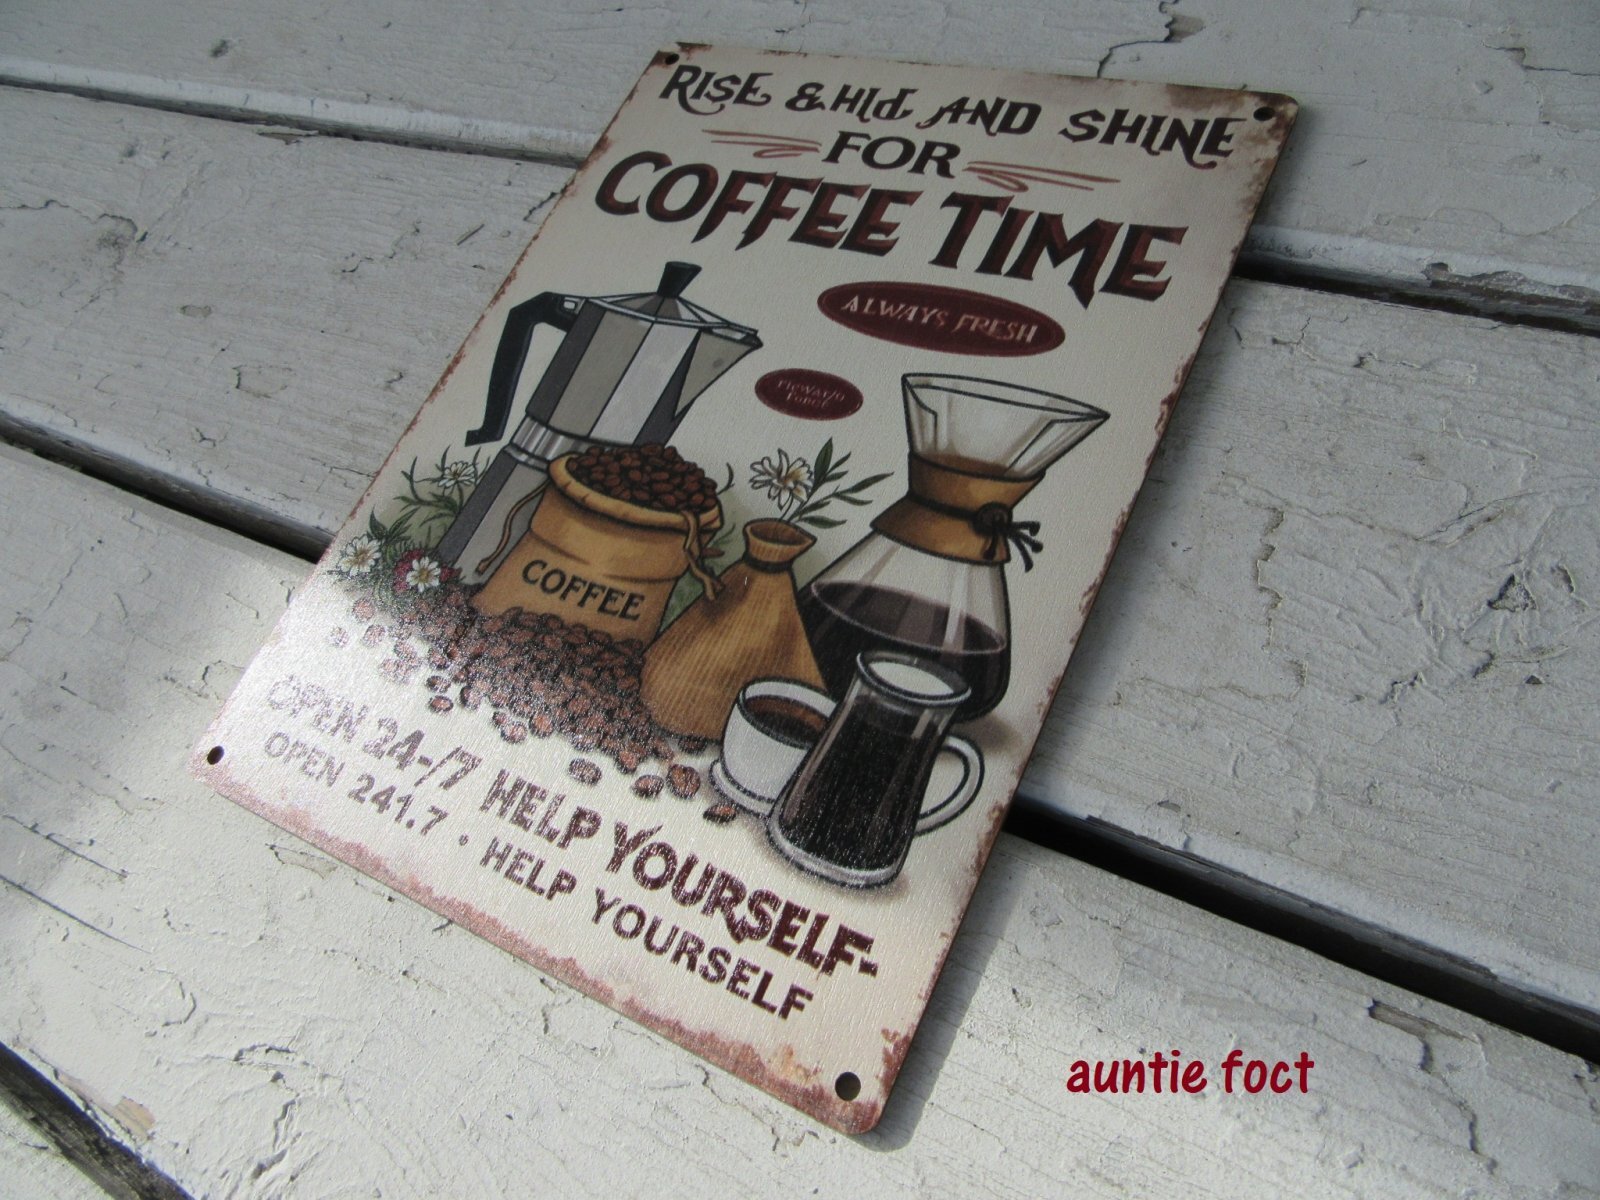 RISE & HId AND SHINE
FOR
COFFEE TIME
ALWAYS FRESH
COFFEE
OPEN 24-/7 HELP YOURSELF-
OPEN 241.7 • HELP YOURSELF
auntie foct